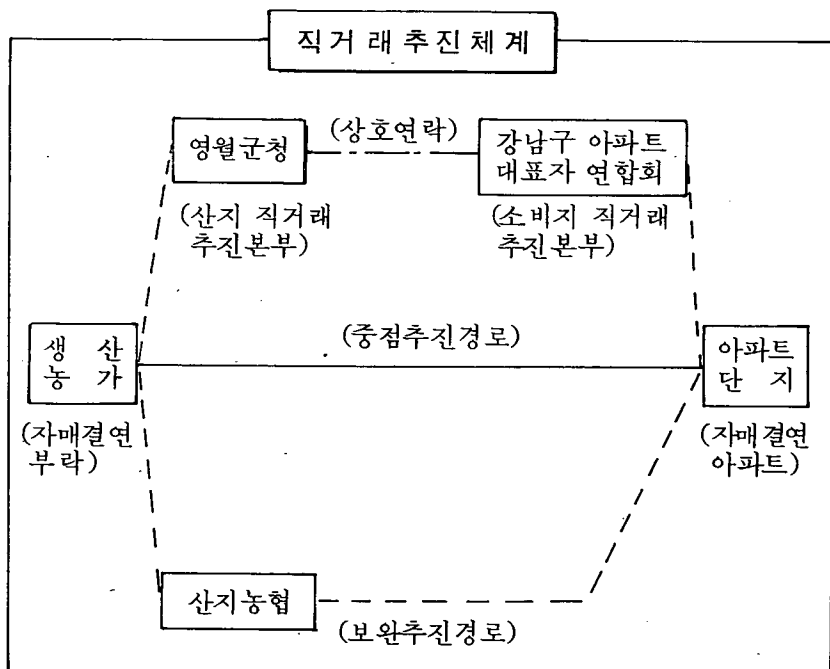 직거래추진체계
(상호연락)
영월군청
강남구 아파트
대표자 연합회
(산지 직거래
추진본부)
(소비지 직거래
추진본부)
(중점추진경로)
생 산
농 가
아파트
단 지
(자매결연
부락)
(자매결연
아파트)
산지농협
(보완추진경로)